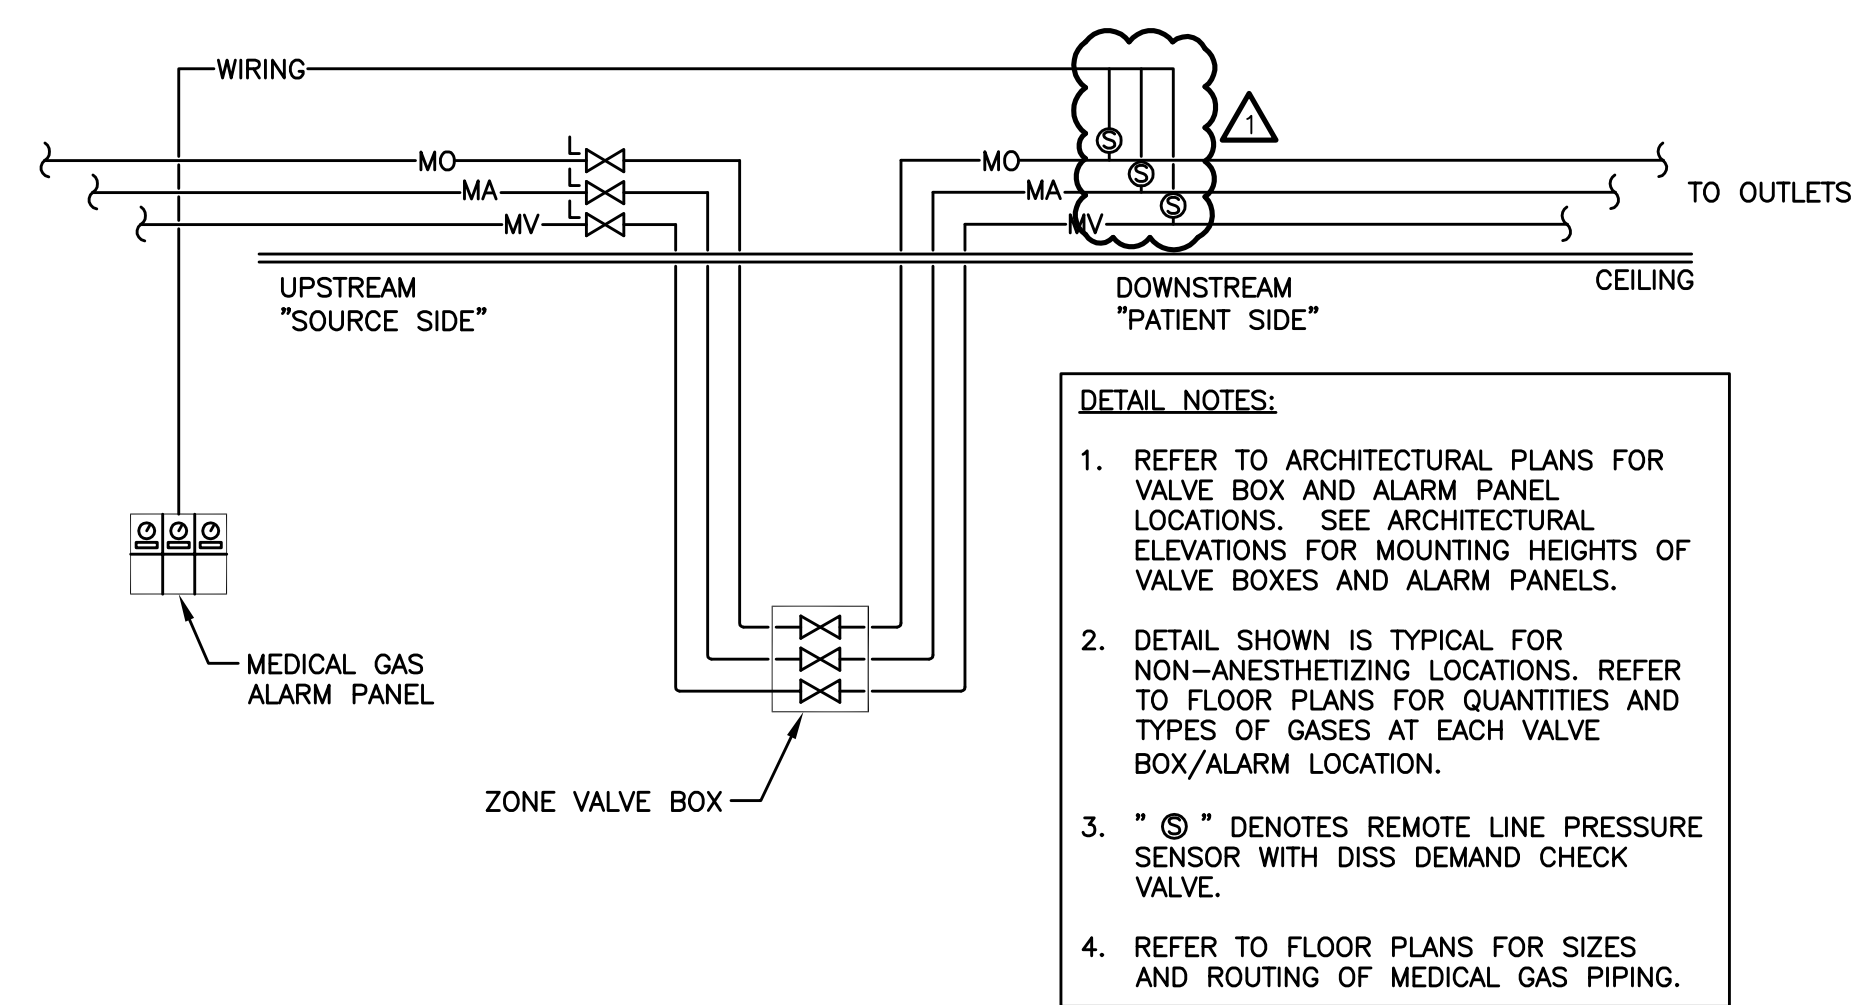 WIRING
1
L
MO
MO
L
MA
MA
TO OUTLETS
L
MV
MV
S
S
S
UPSTREAM
"SOURCE SIDE"
DOWNSTREAM
"PATIENT SIDE"
CEILING
MEDICAL GAS
ALARM PANEL
ZONE VALVE BOX
DETAIL NOTES:
1. REFER TO ARCHITECTURAL PLANS FOR
VALVE BOX AND ALARM PANEL
LOCATIONS. SEE ARCHITECTURAL
ELEVATIONS FOR MOUNTING HEIGHTS OF
VALVE BOXES AND ALARM PANELS.
2. DETAIL SHOWN IS TYPICAL FOR
NON-ANESTHETIZING LOCATIONS. REFER
TO FLOOR PLANS FOR QUANTITIES AND
TYPES OF GASES AT EACH VALVE
BOX/ALARM LOCATION.
3. " Ⓢ " DENOTES REMOTE LINE PRESSURE
SENSOR WITH DISS DEMAND CHECK
VALVE.
4. REFER TO FLOOR PLANS FOR SIZES
AND ROUTING OF MEDICAL GAS PIPING.